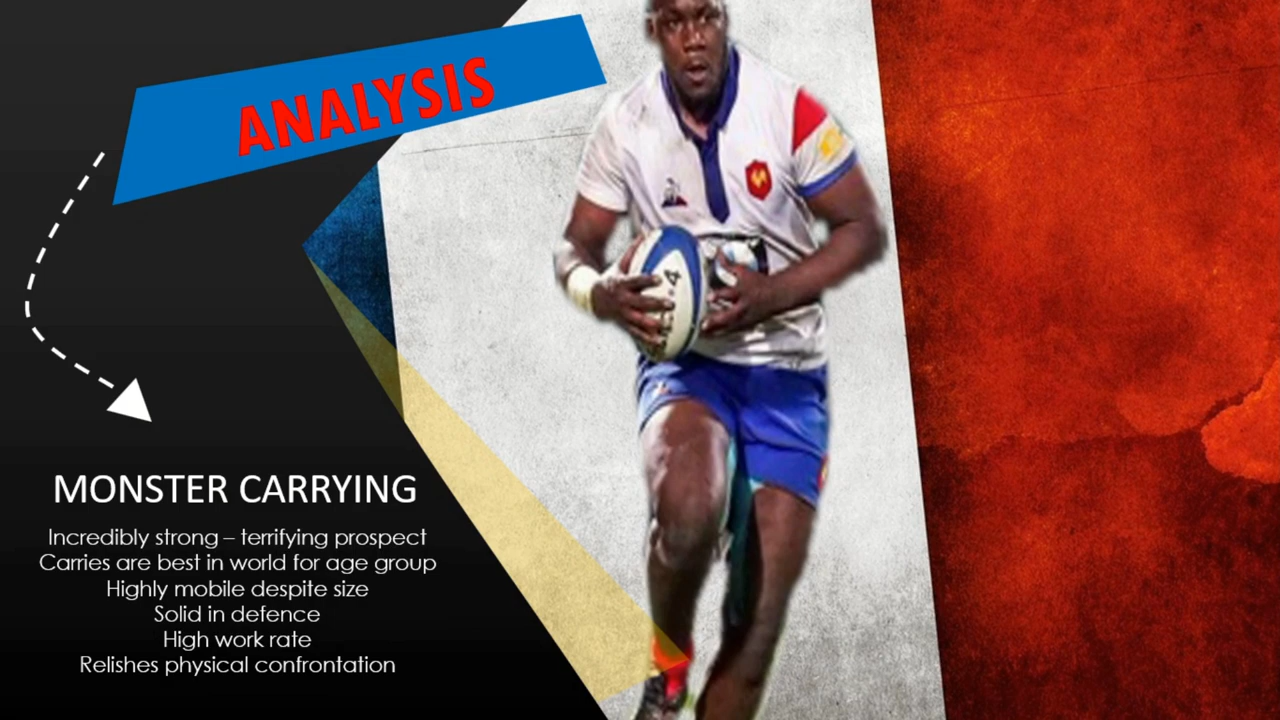 ANALYSIS
MONSTER CARRYING
Incredibly strong – terrifying prospect
Carries are best in world for age group
Highly mobile despite size
Solid in defence
High work rate
Relishes physical confrontation
4